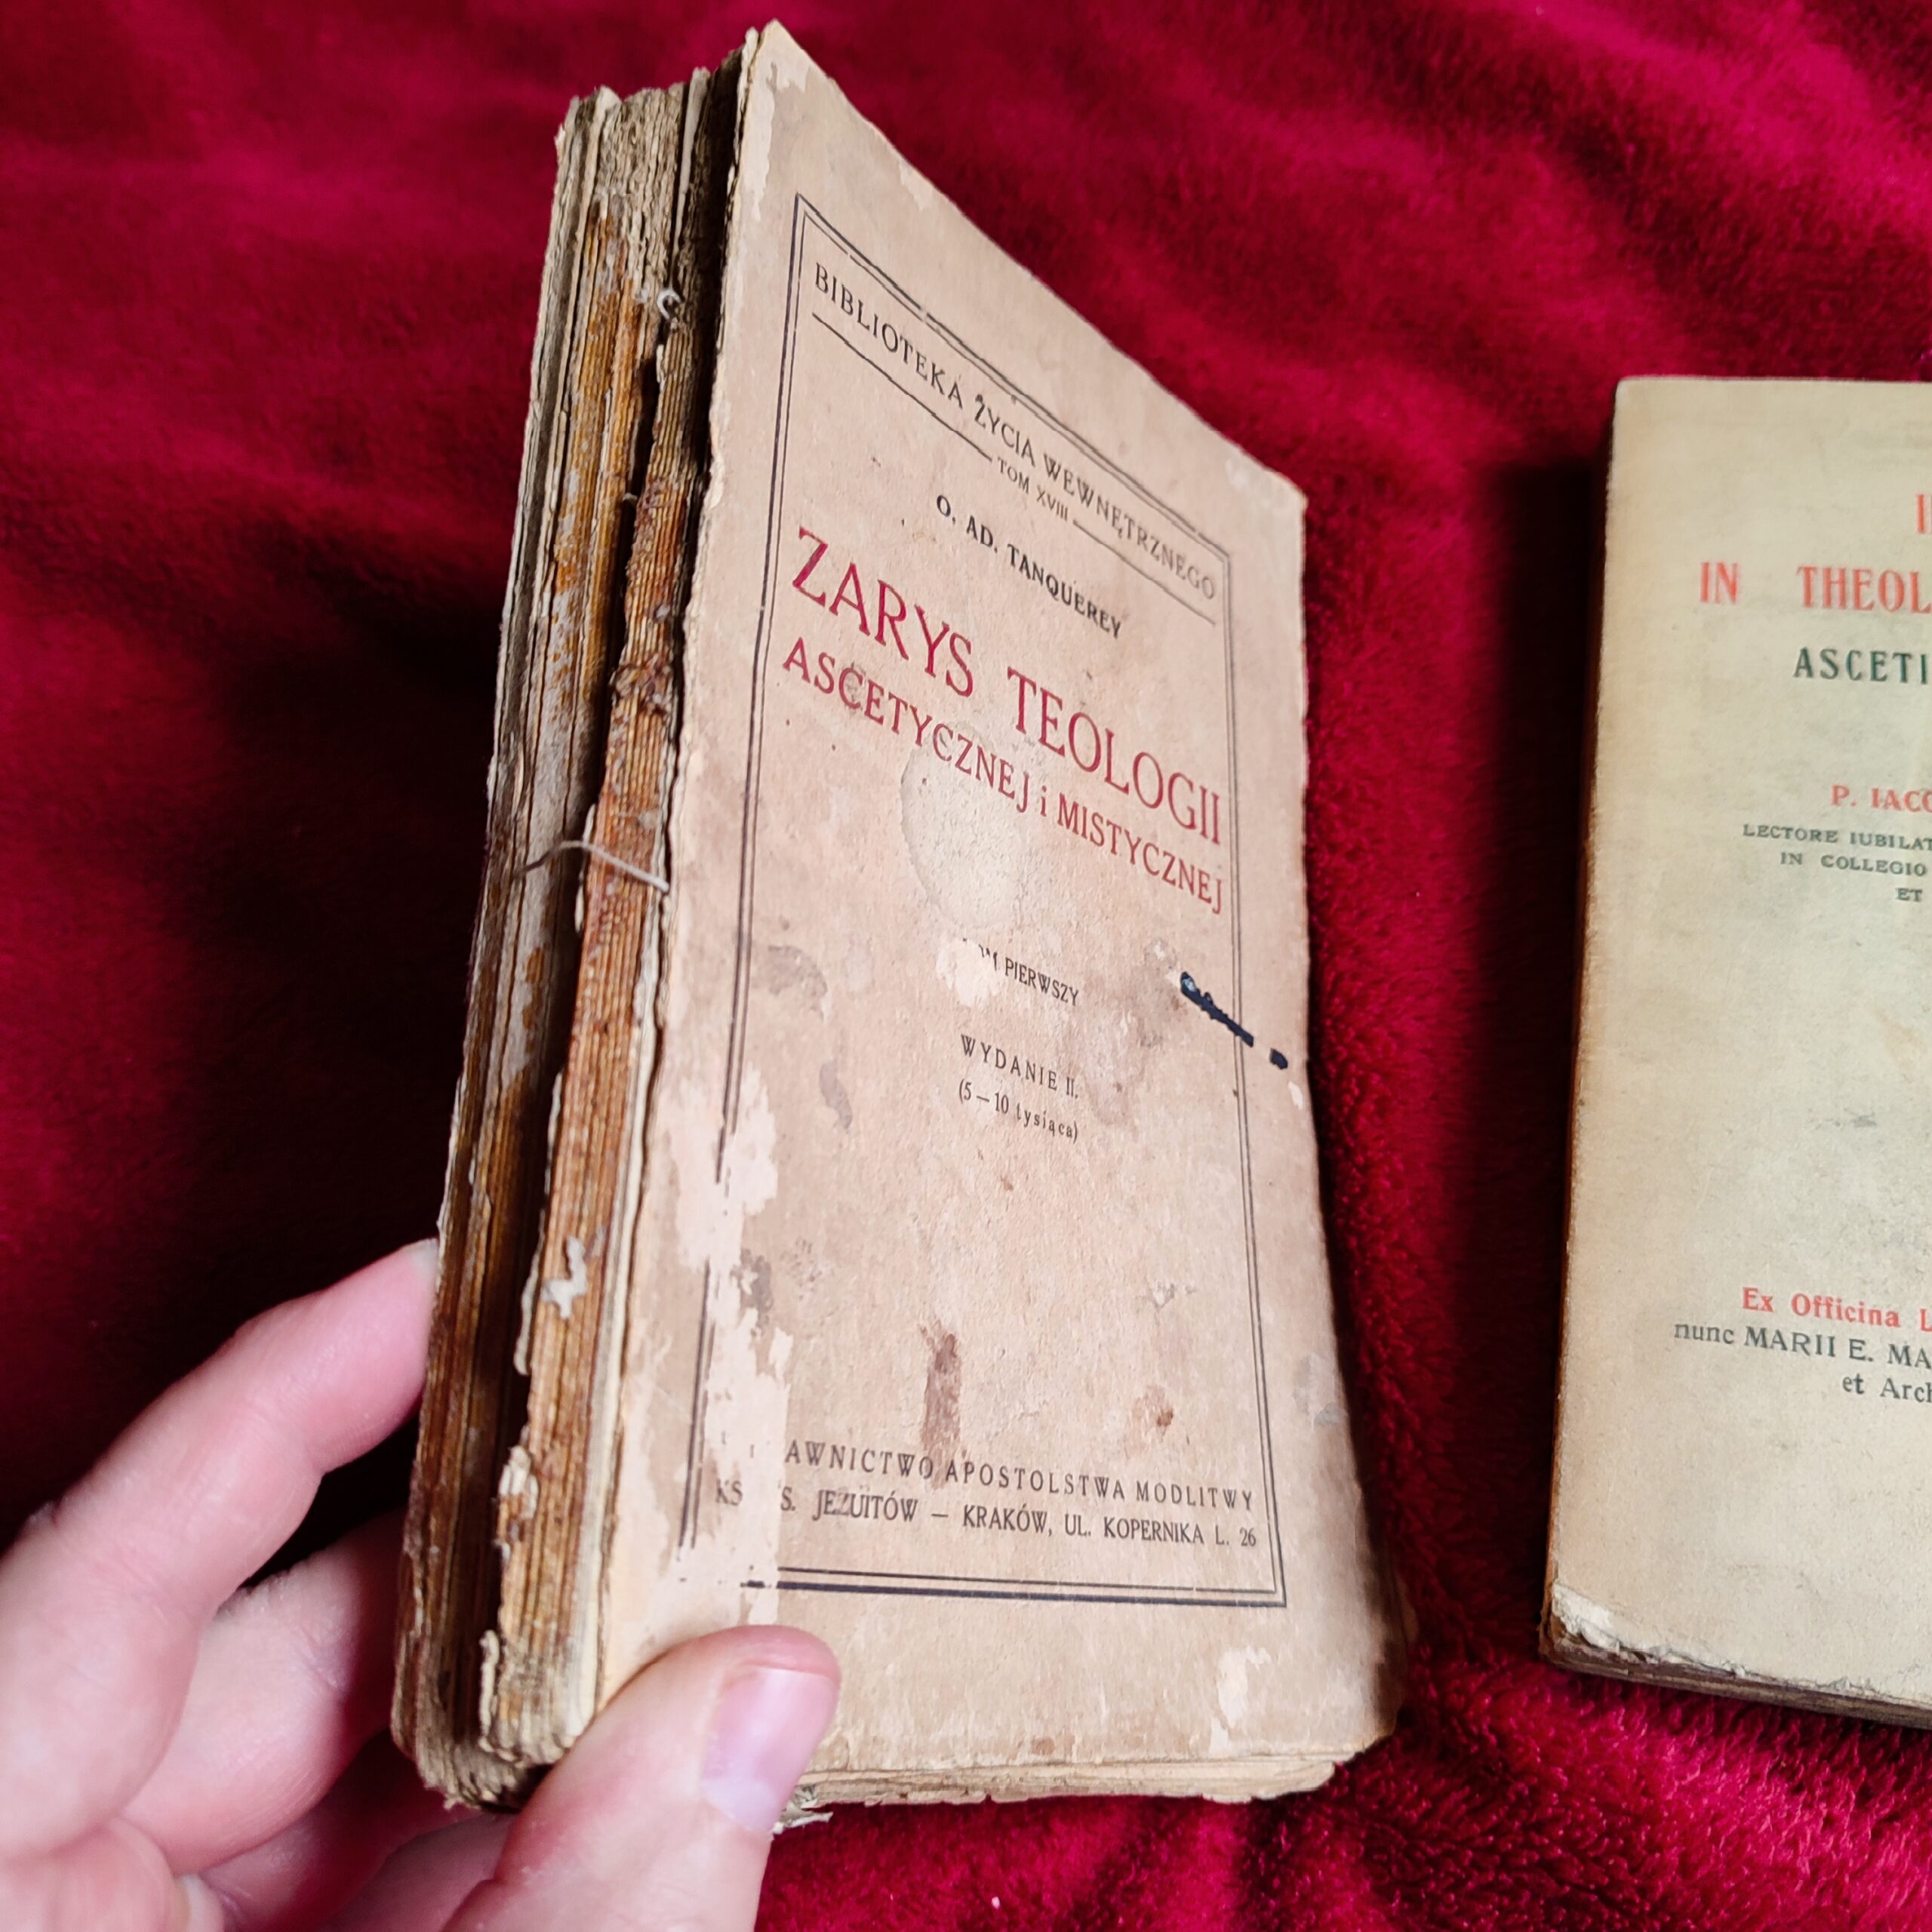 BIBLIOTEKA ŻYCIA WEWNĘTRZNEGO
TOM XVIII
O. AD. TANQUEREY
ZARYS TEOLOGII
ASCETYCZNEJ i MISTYCZNEJ
PIERWSZY
WYDANIE II.
(5 — 10 tysiąca)
AWNICTWO APOSTOLSTWA MODLITWY
KS S. JEZUITÓW — KRAKÓW, UL. KOPERNIKA L. 26
IN THEOL
ASCETI
P. IACO
LECTORE IUBILAT
IN COLLEGIO
ET
Ex Officina L
nunc MARII E. MA
et Arch